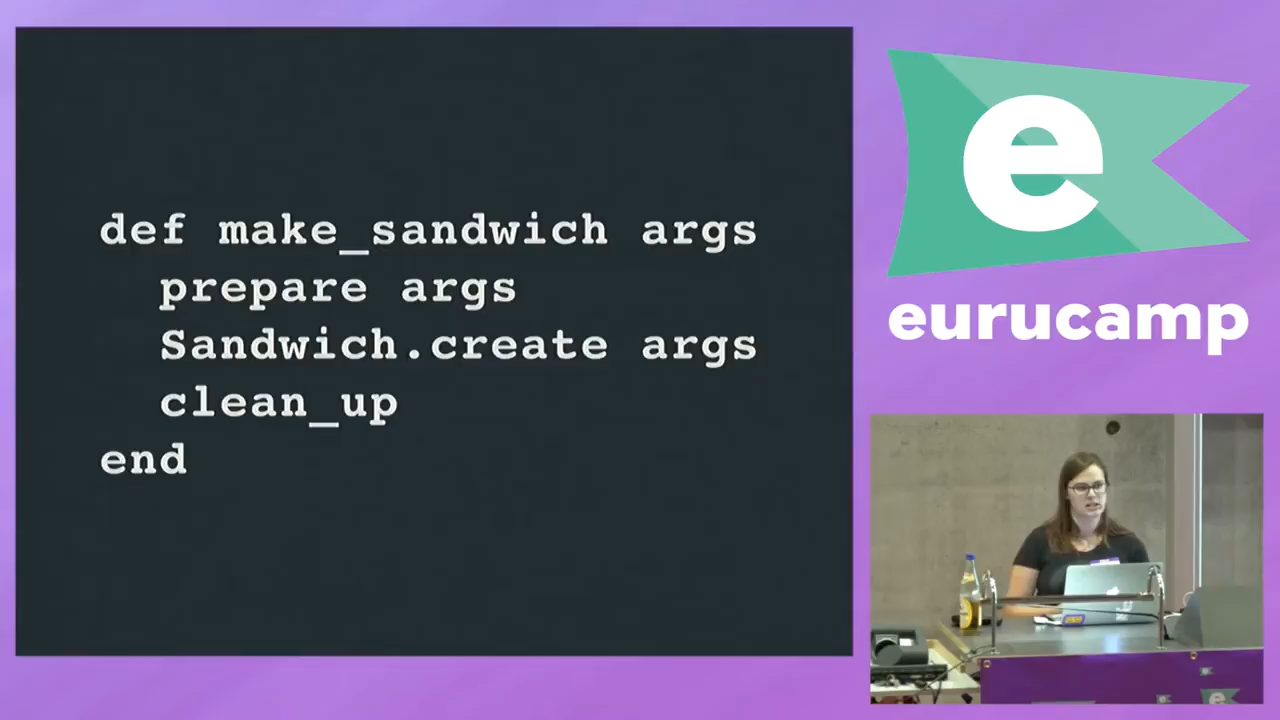 def make_sandwich args
  prepare args
  Sandwich.create args
  clean_up
end
e
eurucamp
e
e